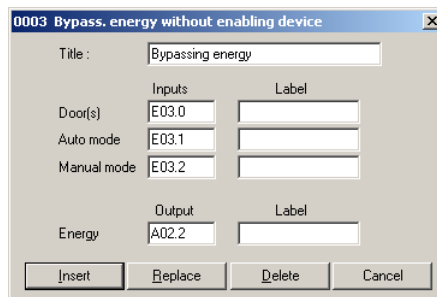 0003 Bypass. energy without enabling device
Title : Bypassing energy
Inputs Label
Door(s) E03.0
Auto mode E03.1
Manual mode E03.2
Output Label
Energy A02.2
Insert Replace Delete Cancel